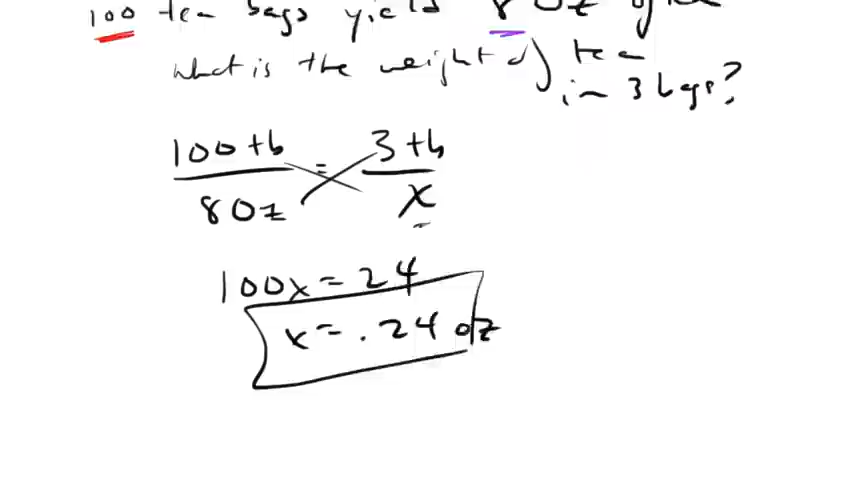 100 tea bags yield 8 oz of tea
what is the weight of tea
in 3 bags?
100 tb = 3 tb
8 oz x
100x = 24
x = .24 oz